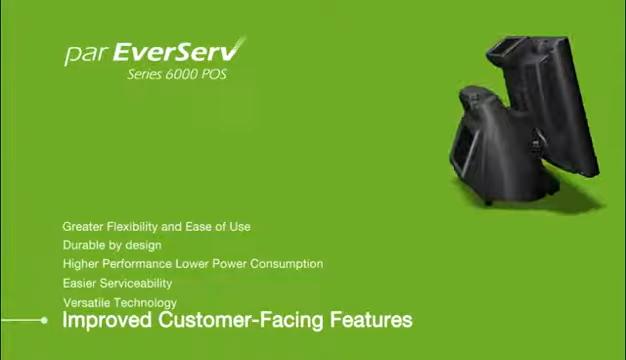 par EverServ
Series 6000 POS
Greater Flexibility and Ease of Use
Durable by design
Higher Performance Lower Power Consumption
Easier Serviceability
Versatile Technology
Improved Customer-Facing Features